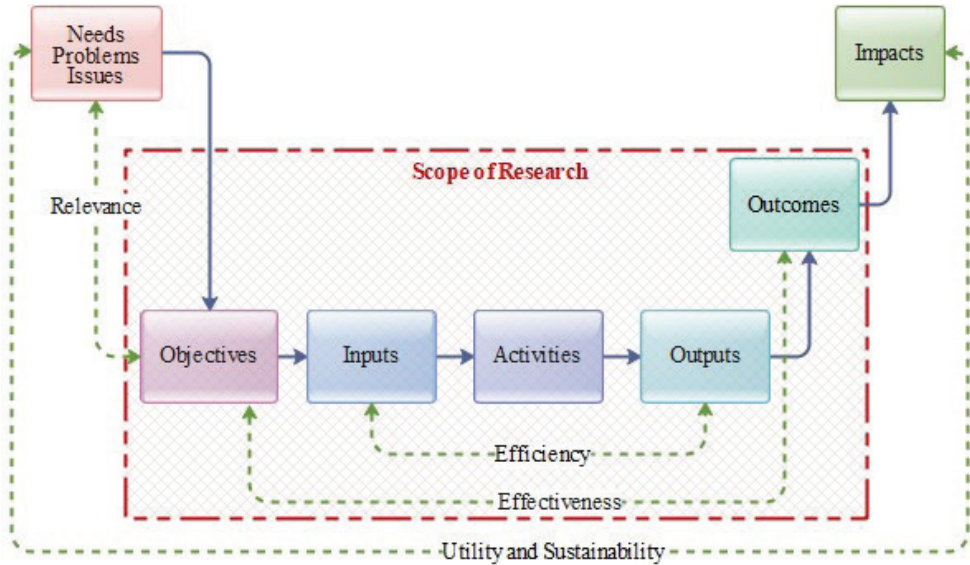 Needs
Problems
Issues
Impacts
Scope of Research
Relevance
Outcomes
Objectives
Inputs
Activities
Outputs
Efficiency
Effectiveness
Utility and Sustainability